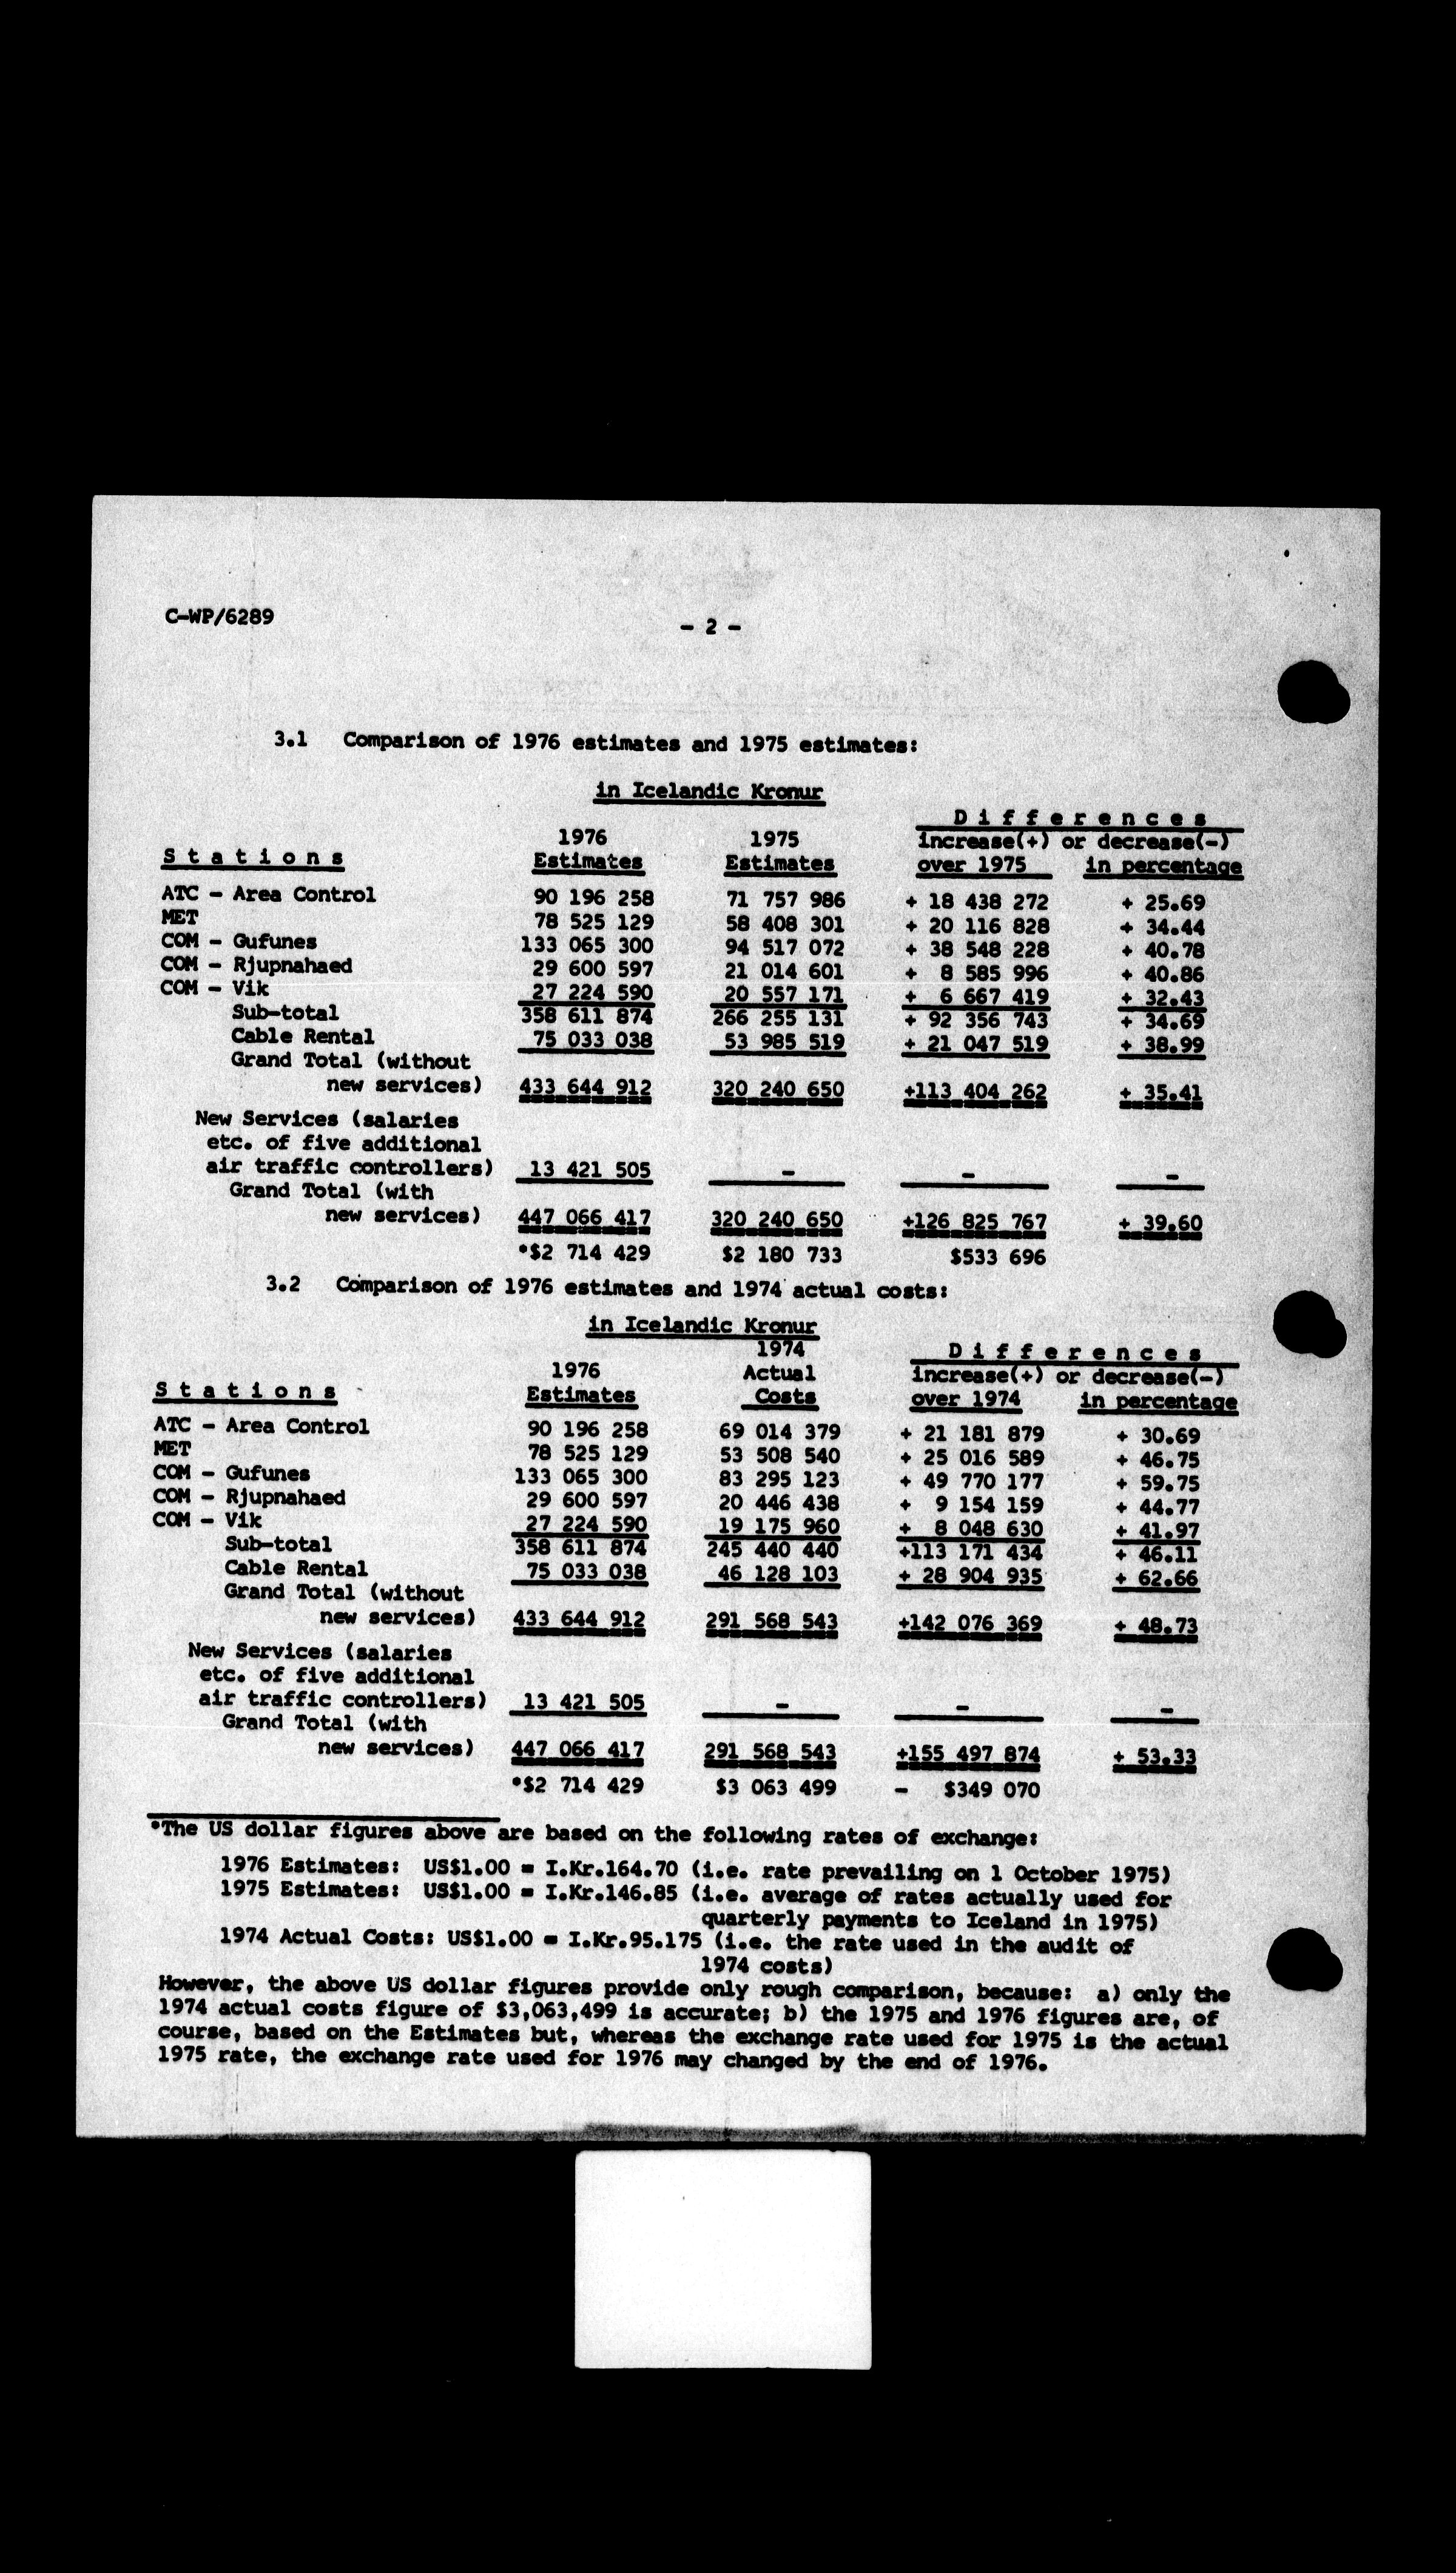 C-WP/6289
- 2 -
3.1 Comparison of 1976 estimates and 1975 estimates:
in Icelandic Kronur
D i f f e r e n c e s
1976 1975 increase(+) or decrease(-)
S t a t i o n s Estimates Estimates over 1975 in percentage
ATC - Area Control 90 196 258 71 757 986 + 18 438 272 + 25.69
MET 78 525 129 58 408 301 + 20 116 828 + 34.44
COM - Gufunes 133 065 300 94 517 072 + 38 548 228 + 40.78
COM - Rjupnahaed 29 600 597 21 014 601 + 8 585 996 + 40.86
COM - Vik 27 224 590 20 557 171 + 6 667 419 + 32.43
Sub-total 358 611 874 266 255 131 + 92 356 743 + 34.69
Cable Rental 75 033 038 53 985 519 + 21 047 519 + 38.99
Grand Total (without
new services) 433 644 912 320 240 650 +113 404 262 + 35.41
New Services (salaries
etc. of five additional
air traffic controllers) 13 421 505 - - -
Grand Total (with
new services) 447 066 417 320 240 650 +126 825 767 + 39.60
*$2 714 429 $2 180 733 $533 696
3.2 Comparison of 1976 estimates and 1974 actual costs:
in Icelandic Kronur
1974 D i f f e r e n c e s
1976 Actual increase(+) or decrease(-)
S t a t i o n s Estimates Costs over 1974 in percentage
ATC - Area Control 90 196 258 69 014 379 + 21 181 879 + 30.69
MET 78 525 129 53 508 540 + 25 016 589 + 46.75
COM - Gufunes 133 065 300 83 295 123 + 49 770 177 + 59.75
COM - Rjupnahaed 29 600 597 20 446 438 + 9 154 159 + 44.77
COM - Vik 27 224 590 19 175 960 + 8 048 630 + 41.97
Sub-total 358 611 874 245 440 440 +113 171 434 + 46.11
Cable Rental 75 033 038 46 128 103 + 28 904 935 + 62.66
Grand Total (without
new services) 433 644 912 291 568 543 +142 076 369 + 48.73
New Services (salaries
etc. of five additional
air traffic controllers) 13 421 505 - - -
Grand Total (with
new services) 447 066 417 291 568 543 +155 497 874 + 53.33
*$2 714 429 $3 063 499 - $349 070
*The US dollar figures above are based on the following rates of exchange:
1976 Estimates: US$1.00 = I.Kr.164.70 (i.e. rate prevailing on 1 October 1975)
1975 Estimates: US$1.00 = I.Kr.146.85 (i.e. average of rates actually used for
quarterly payments to Iceland in 1975)
1974 Actual Costs: US$1.00 = I.Kr.95.175 (i.e. the rate used in the audit of
1974 costs)
However, the above US dollar figures provide only rough comparison, because: a) only the
1974 actual costs figure of $3,063,499 is accurate; b) the 1975 and 1976 figures are, of
course, based on the Estimates but, whereas the exchange rate used for 1975 is the actual
1975 rate, the exchange rate used for 1976 may changed by the end of 1976.